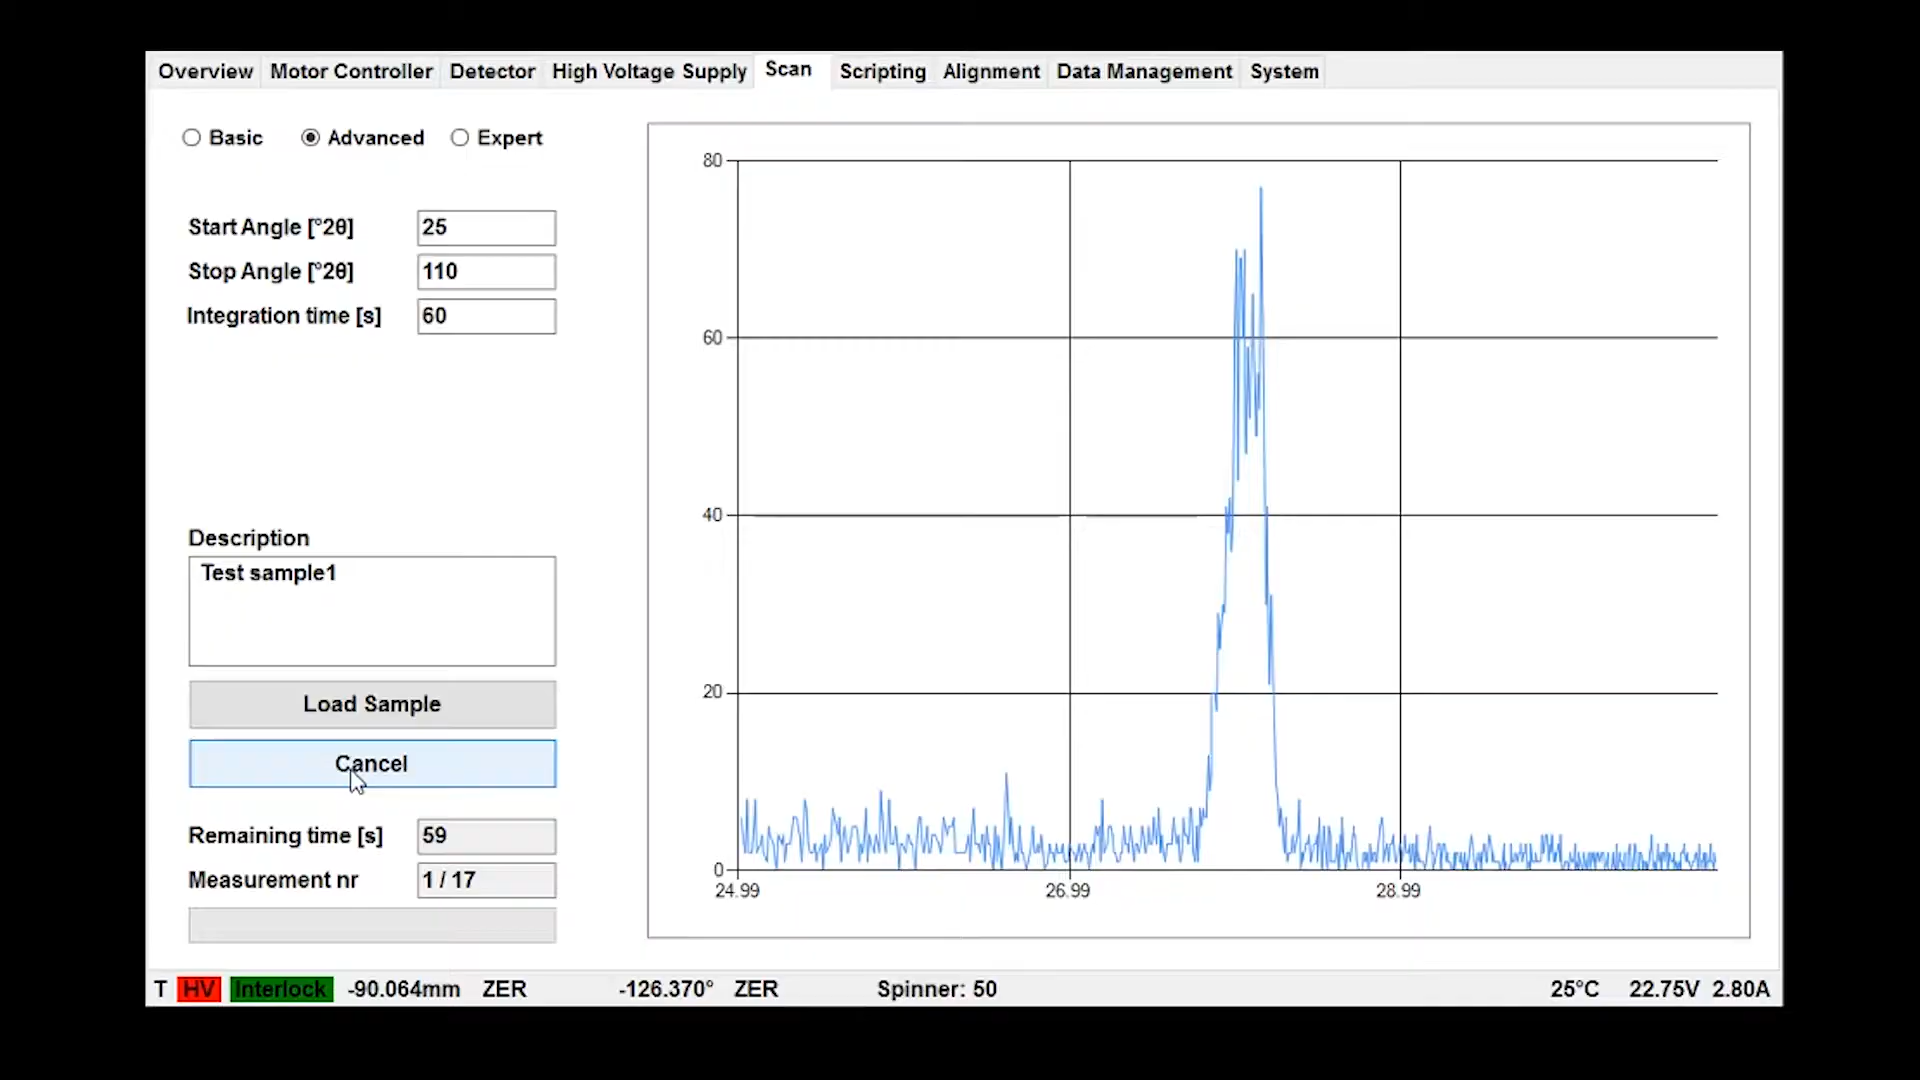 Overview Motor Controller Detector High Voltage Supply Scan Scripting Alignment Data Management System
Basic Advanced Expert
Start Angle [°2θ] 25
Stop Angle [°2θ] 110
Integration time [s] 60
Description
Test sample1
Load Sample
Cancel
Remaining time [s] 59
Measurement nr 1 / 17
80
60
40
20
0
24.99 26.99 28.99
T HV Interlock -90.064mm ZER -126.370° ZER Spinner: 50 25°C 22.75V 2.80A